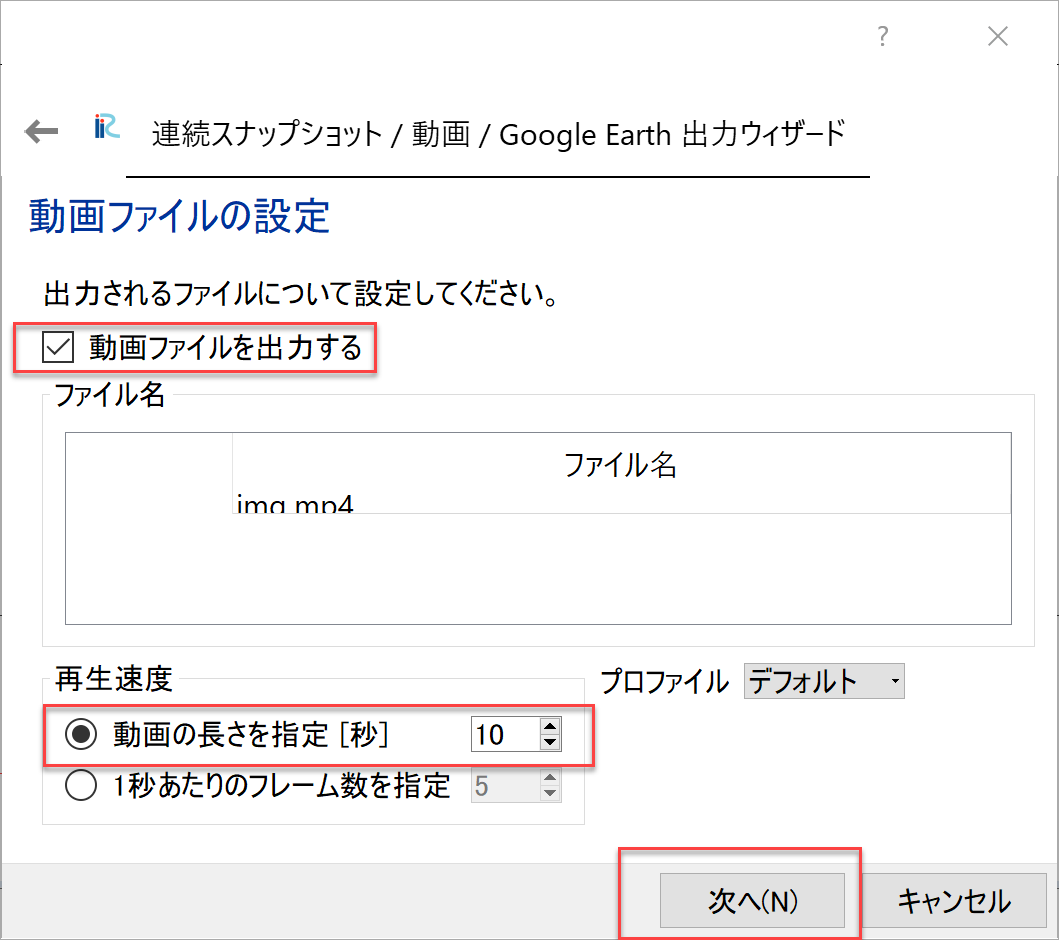 ?
iRC
連続スナップショット / 動画 / Google Earth 出力ウィザード
動画ファイルの設定
出力されるファイルについて設定してください。
動画ファイルを出力する
ファイル名
ファイル名
img.mp4
再生速度
プロファイル デフォルト
動画の長さを指定 [秒] 10
1秒あたりのフレーム数を指定 5
次へ(N) キャンセル